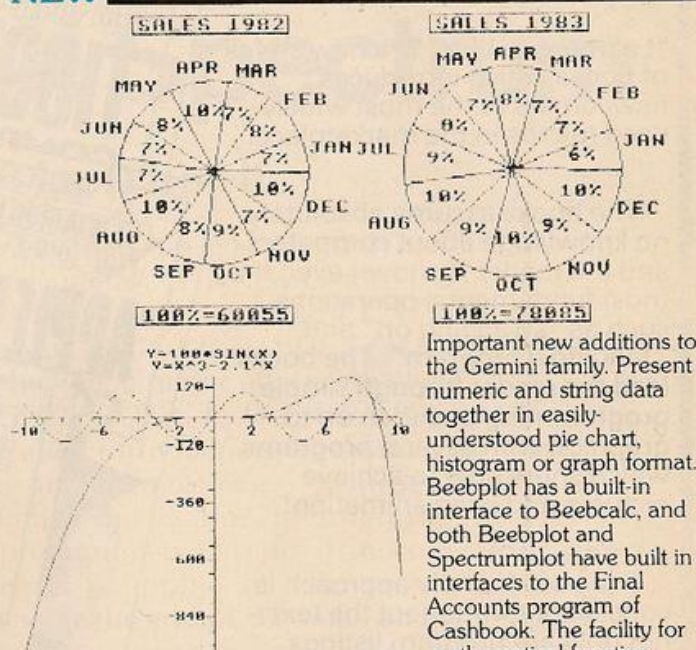 NEW
SALES 1982
APR MAR
MAY FEB
JUN JAN
JUL DEC
AUG NOV
SEP OCT
10% 7%
8% 8%
7% 7%
7% 10%
10% 7%
8% 9%
100%=60055
SALES 1983
MAY APR MAR
JUN FEB
JUL JAN
AUG DEC
SEP OCT NOV
7% 8% 7%
8% 7%
9% 6%
10% 10%
9% 10% 9%
100%=78085
Y=100*SIN(X)
Y=X^3-2.1^X
120
-10 -6 -2 2 6 10
-120
-360
-600
-840
Important new additions to
the Gemini family. Present
numeric and string data
together in easily-
understood pie chart,
histogram or graph format.
Beebplot has a built-in
interface to Beebcalc, and
both Beebplot and
Spectrumplot have built in
interfaces to the Final
Accounts program of
Cashbook. The facility for